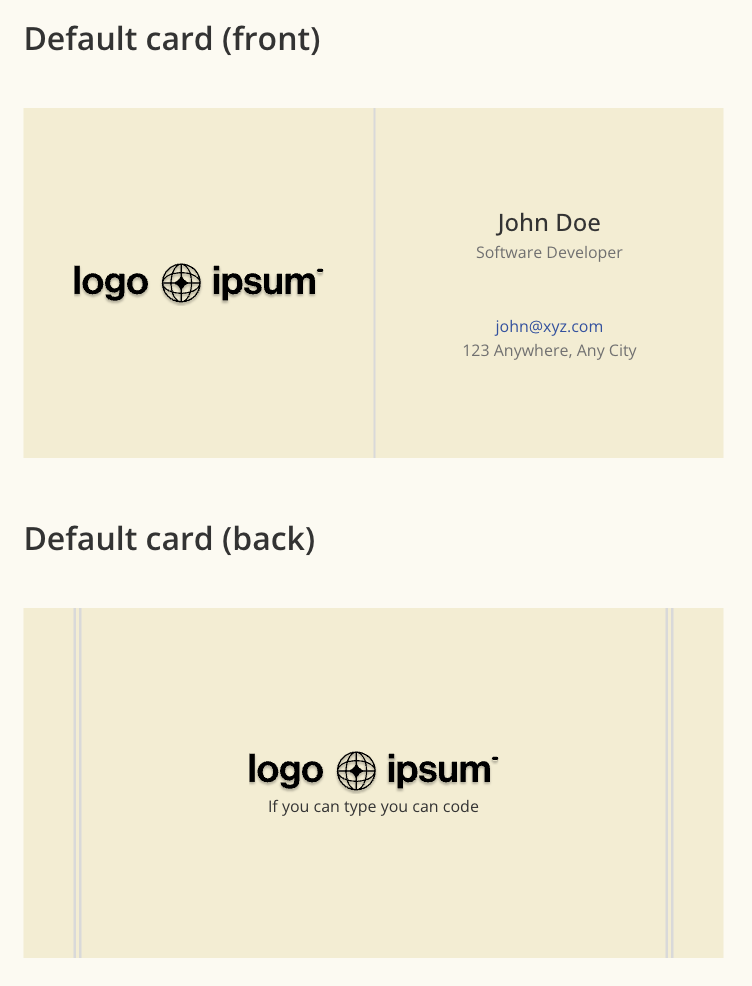 Default card (front)
logo ipsum
John Doe
Software Developer
john@xyz.com
123 Anywhere, Any City
Default card (back)
logo ipsum
If you can type you can code